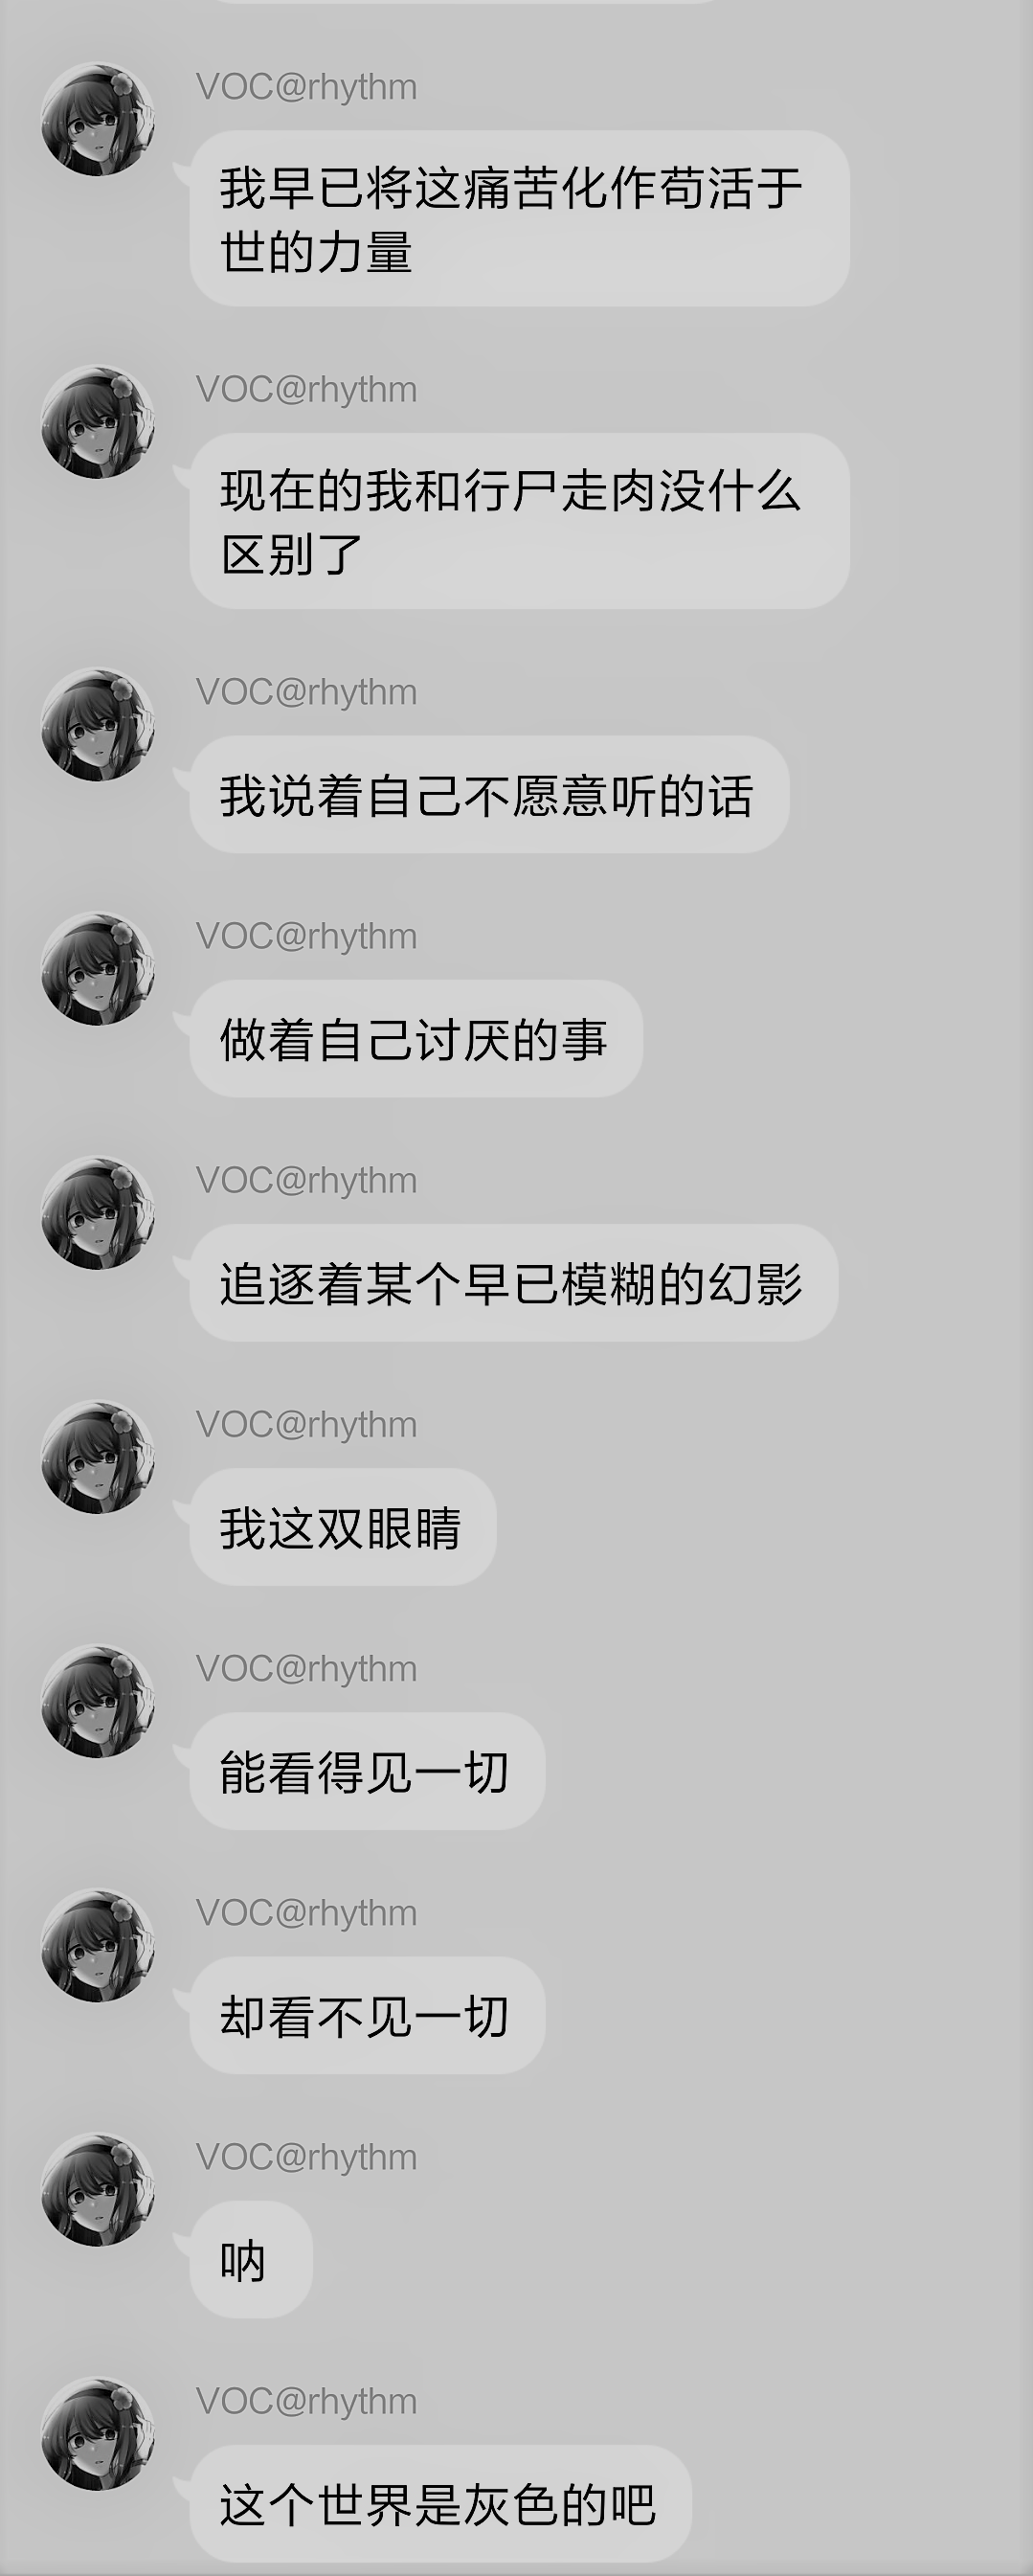 VOC@rhythm
我早已将这痛苦化作苟活于
世的力量
VOC@rhythm
现在的我和行尸走肉没什么
区别了
VOC@rhythm
我说着自己不愿意听的话
VOC@rhythm
做着自己讨厌的事
VOC@rhythm
追逐着某个早已模糊的幻影
VOC@rhythm
我这双眼睛
VOC@rhythm
能看得见一切
VOC@rhythm
却看不见一切
VOC@rhythm
呐
VOC@rhythm
这个世界是灰色的吧